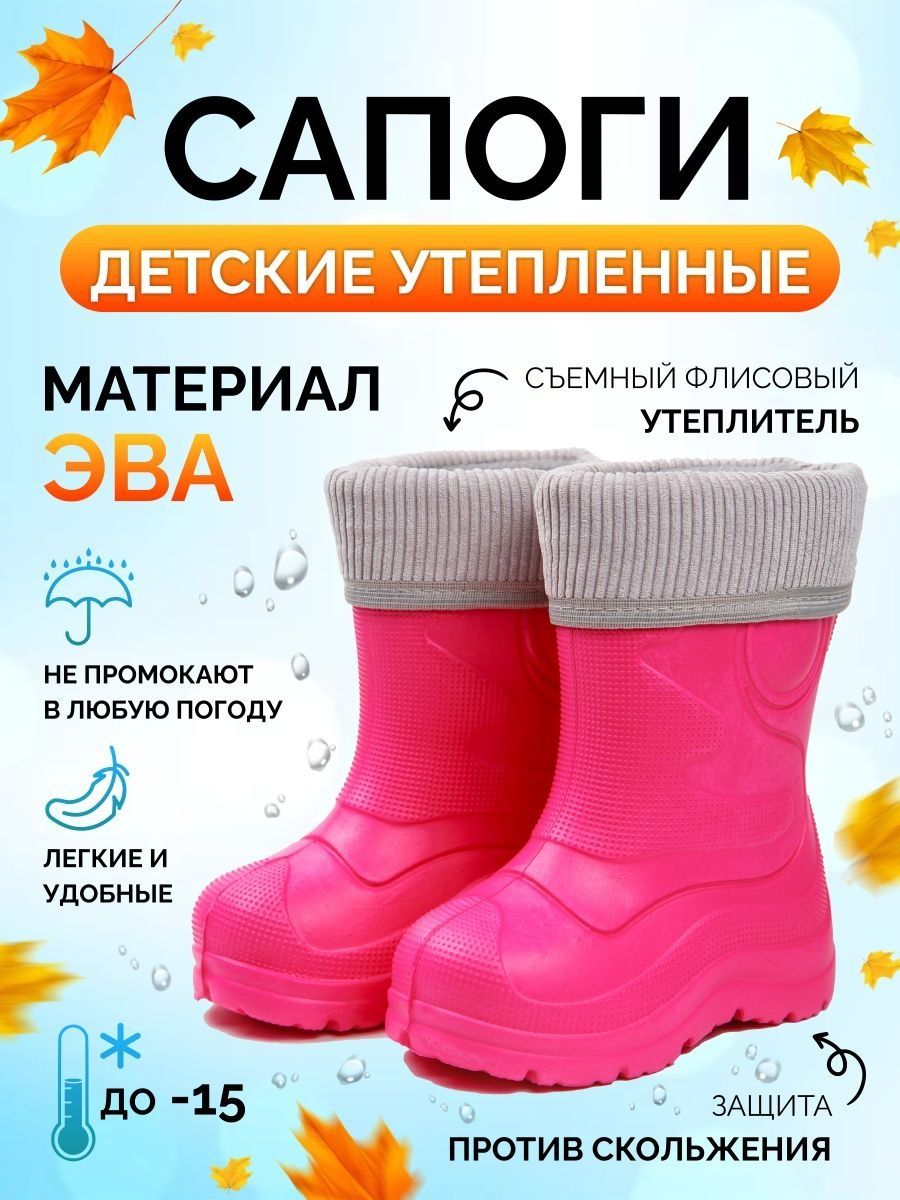 САПОГИ
ДЕТСКИЕ УТЕПЛЕННЫЕ
МАТЕРИАЛ
ЭВА
СЪЕМНЫЙ ФЛИСОВЫЙ
УТЕПЛИТЕЛЬ
НЕ ПРОМОКАЮТ
В ЛЮБУЮ ПОГОДУ
ЛЕГКИЕ И
УДОБНЫЕ
ДО -15
ЗАЩИТА
ПРОТИВ СКОЛЬЖЕНИЯ